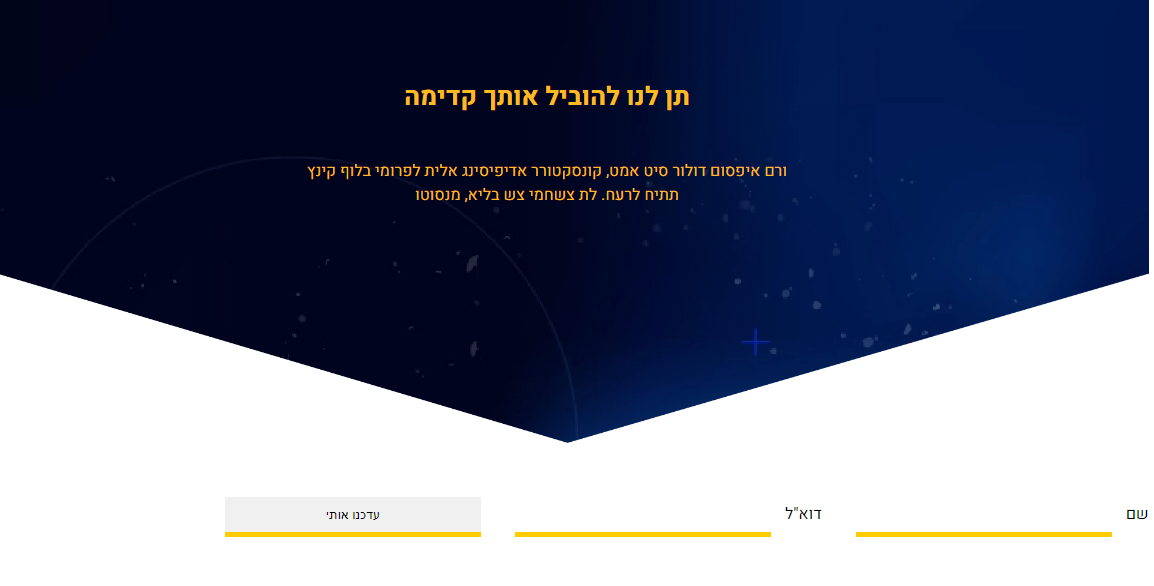 תן לנו להוביל אותך קדימה
ורם איפסום דולור סיט אמט, קונסקטורר אדיפיסינג אלית לפרומי בלוף קינץ
תתיח לרעח. לת צשחמי צש בליא, מנסוטו
שם
דוא"ל
עדכנו אותי